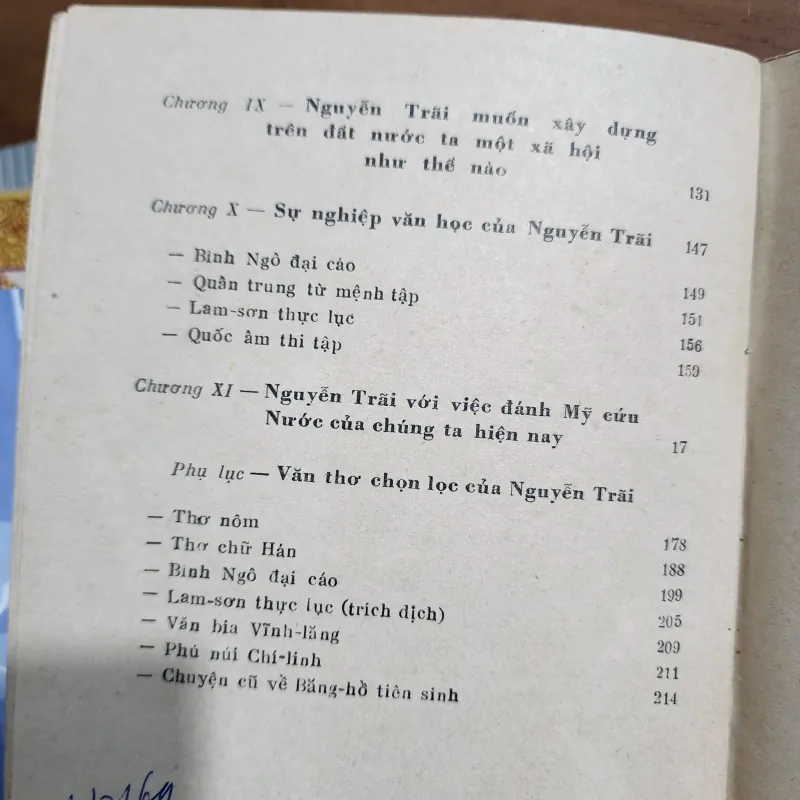 Chương IX — Nguyễn Trãi muốn xây dựng
trên đất nước ta một xã hội
như thế nào 131
Chương X — Sự nghiệp văn học của Nguyễn Trãi 147
— Bình Ngô đại cáo 149
— Quân trung từ mệnh tập 151
— Lam-sơn thực lục 156
— Quốc âm thi tập 159
Chương XI — Nguyễn Trãi với việc đánh Mỹ cứu
Nước của chúng ta hiện nay 17
Phụ lục — Văn thơ chọn lọc của Nguyễn Trãi
— Thơ nôm 178
— Thơ chữ Hán 188
— Bình Ngô đại cáo 199
— Lam-sơn thực lục (trích dịch) 205
— Văn bia Vĩnh-lăng 209
— Phú núi Chí-linh 211
— Chuyện cũ về Băng-hồ tiên sinh 214